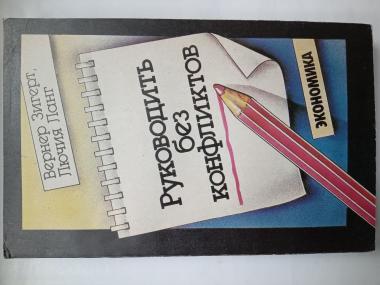 Вернер Зигерт,
Лючия Ланг
Руководить
без
конфликтов
экономика